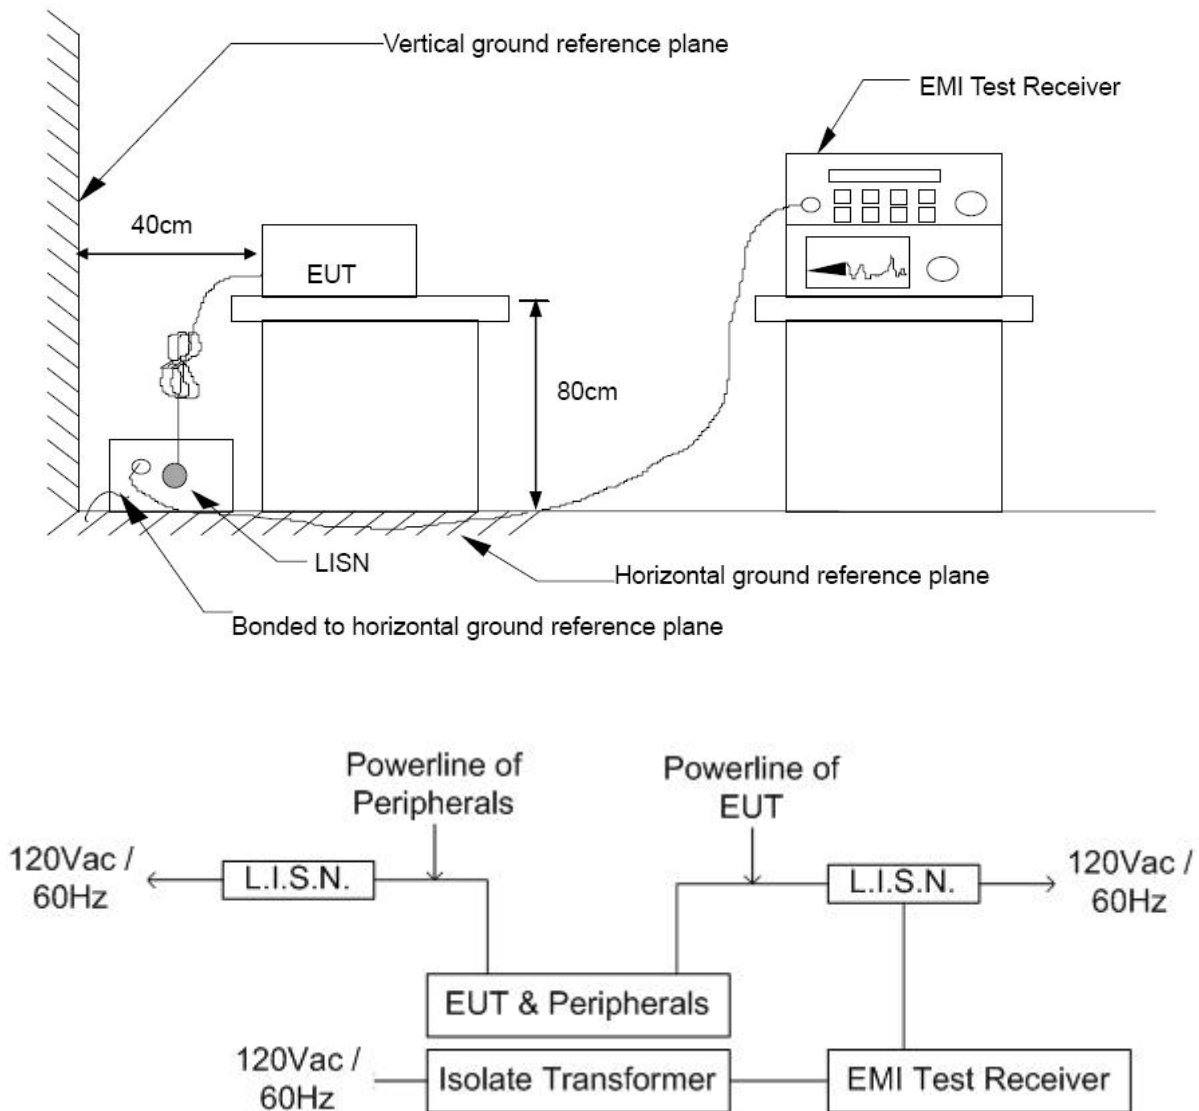 Vertical ground reference plane
EMI Test Receiver
40cm
EUT
80cm
LISN
Horizontal ground reference plane
Bonded to horizontal ground reference plane
Powerline of
Peripherals
Powerline of
EUT
120Vac /
60Hz
L.I.S.N.
L.I.S.N.
120Vac /
60Hz
EUT & Peripherals
120Vac /
60Hz
Isolate Transformer
EMI Test Receiver